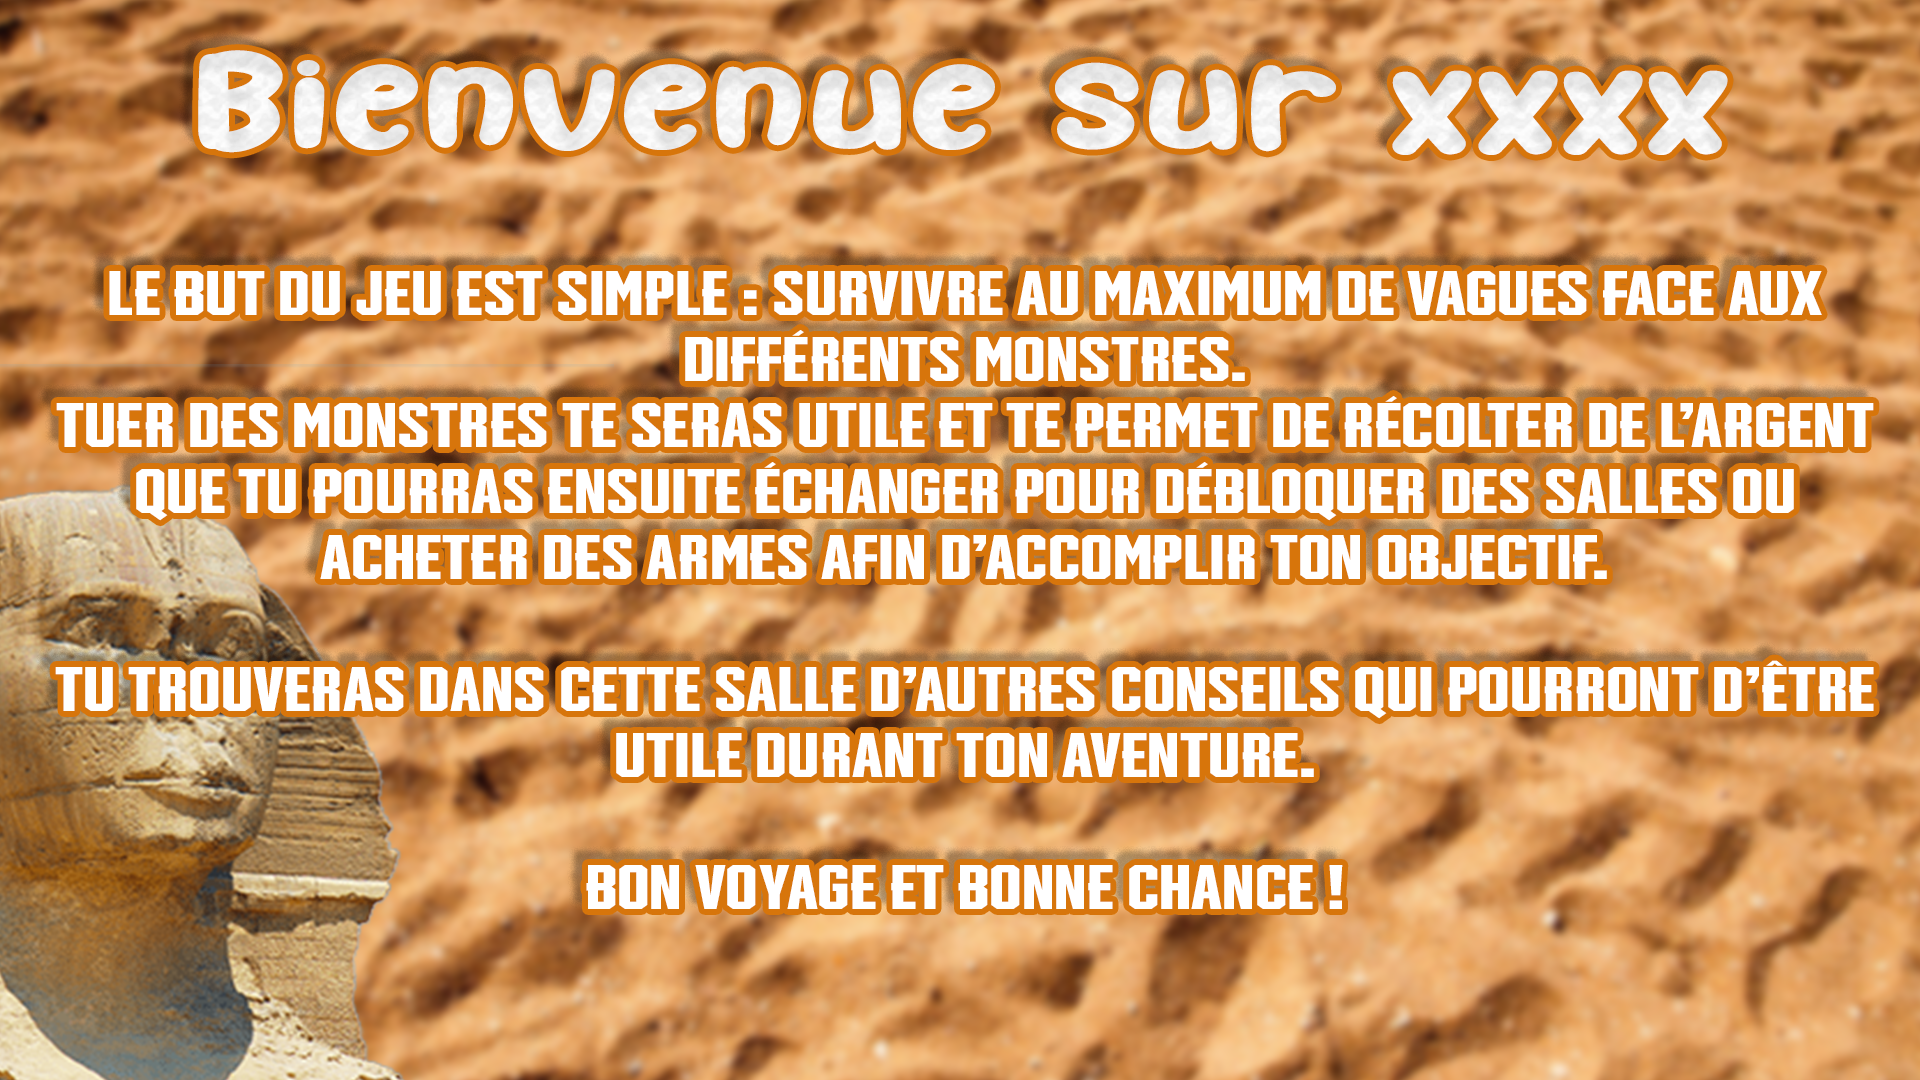 Bienvenue sur xxxx
LE BUT DU JEU EST SIMPLE : SURVIVRE AU MAXIMUM DE VAGUES FACE AUX
DIFFÉRENTS MONSTRES.
TUER DES MONSTRES TE SERAS UTILE ET TE PERMET DE RÉCOLTER DE L’ARGENT
QUE TU POURRAS ENSUITE ÉCHANGER POUR DÉBLOQUER DES SALLES OU
ACHETER DES ARMES AFIN D’ACCOMPLIR TON OBJECTIF.
TU TROUVERAS DANS CETTE SALLE D’AUTRES CONSEILS QUI POURRONT D’ÊTRE
UTILE DURANT TON AVENTURE.
BON VOYAGE ET BONNE CHANCE !